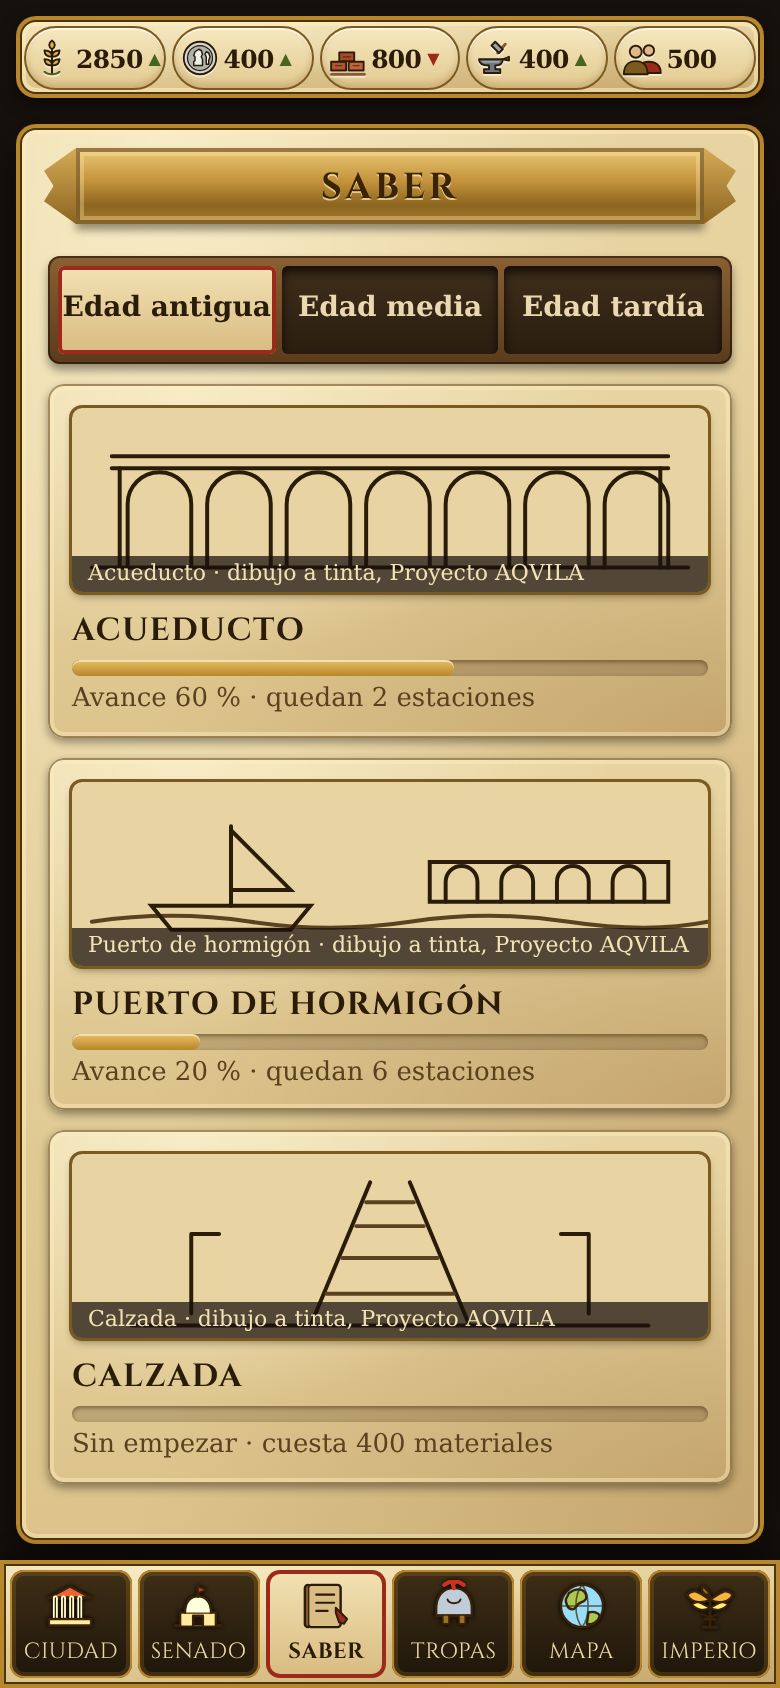 2850 ▲ 400 ▲ 800 ▼ 400 ▲ 500
SABER
Edad antigua Edad media Edad tardía
Acueducto · dibujo a tinta, Proyecto AQVILA
ACUEDUCTO
Avance 60 % · quedan 2 estaciones
Puerto de hormigón · dibujo a tinta, Proyecto AQVILA
PUERTO DE HORMIGÓN
Avance 20 % · quedan 6 estaciones
Calzada · dibujo a tinta, Proyecto AQVILA
CALZADA
Sin empezar · cuesta 400 materiales
CIUDAD SENADO SABER TROPAS MAPA IMPERIO